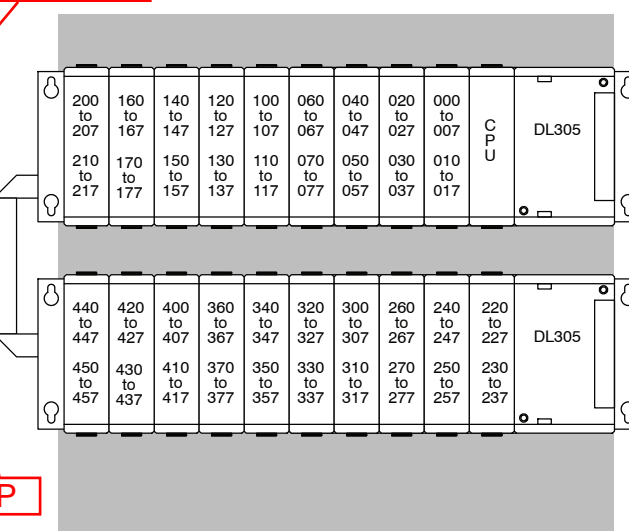 200 160 140 120 100 060 040 020 000
to to to to to to to to to
207 167 147 127 107 067 047 027 007
CPU DL305
210 170 150 130 110 070 050 030 010
to to to to to to to to to
217 177 157 137 117 077 057 037 017
440 420 400 360 340 320 300 260 240 220
to to to to to to to to to to
447 427 407 367 347 327 307 267 247 227
DL305
450 430 410 370 350 330 310 270 250 230
to to to to to to to to to to
457 437 417 377 357 337 317 277 257 237
P